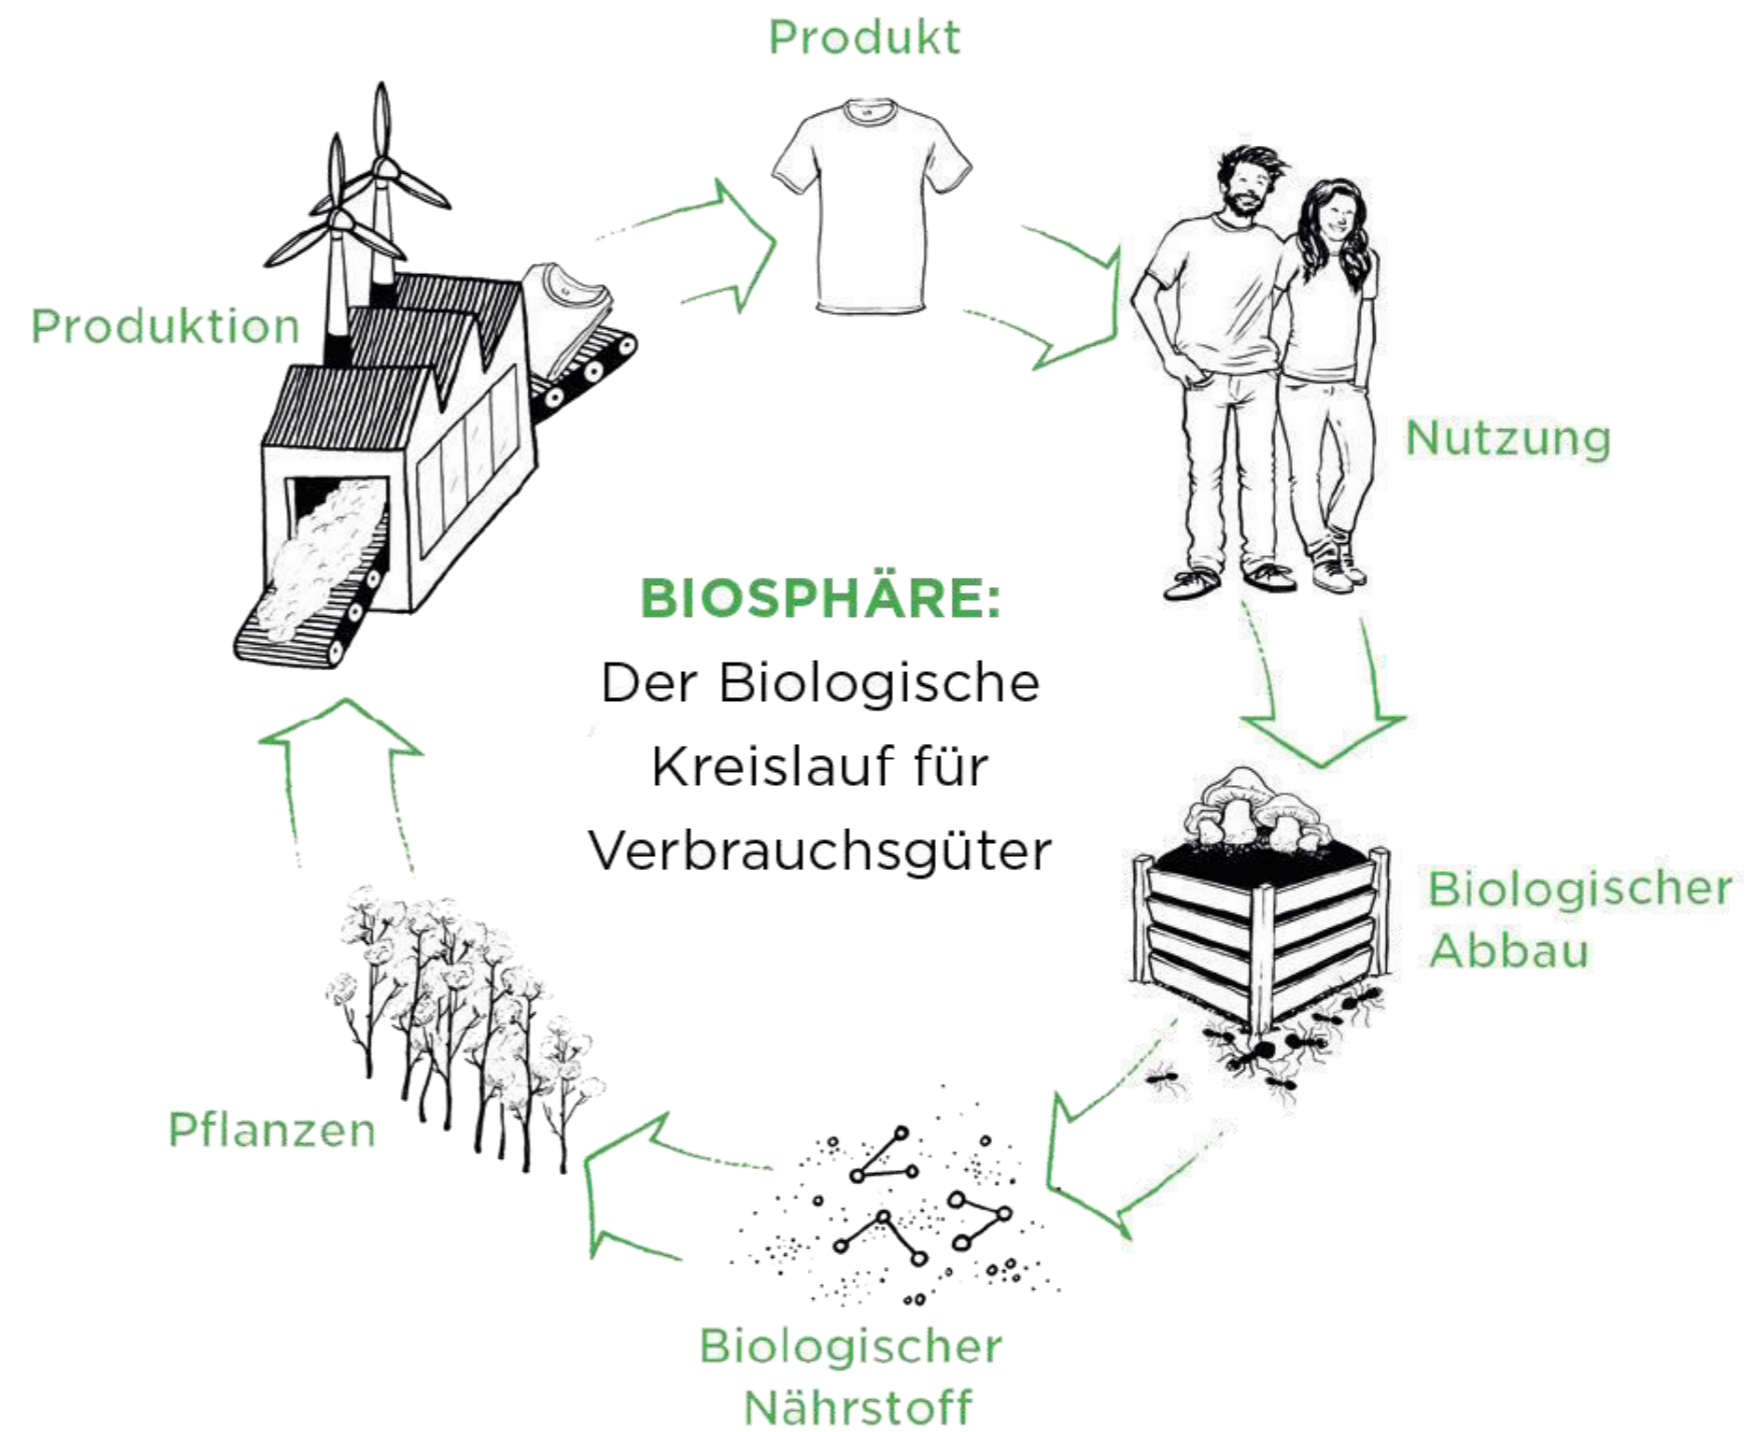 Produkt
Produktion
Nutzung
BIOSPHÄRE:
Der Biologische
Kreislauf für
Verbrauchsgüter
Biologischer
Abbau
Pflanzen
Biologischer
Nährstoff